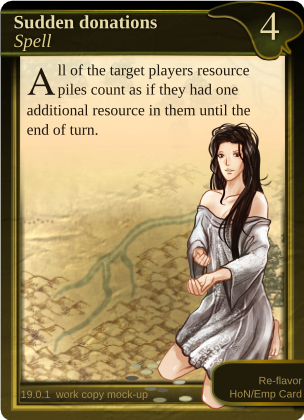 Sudden donations
4
Spell
All of the target players resource
piles count as if they had one
additional resource in them until the
end of turn.
Re-flavor
19.0.1 work copy mock-up
HoN/Emp Card